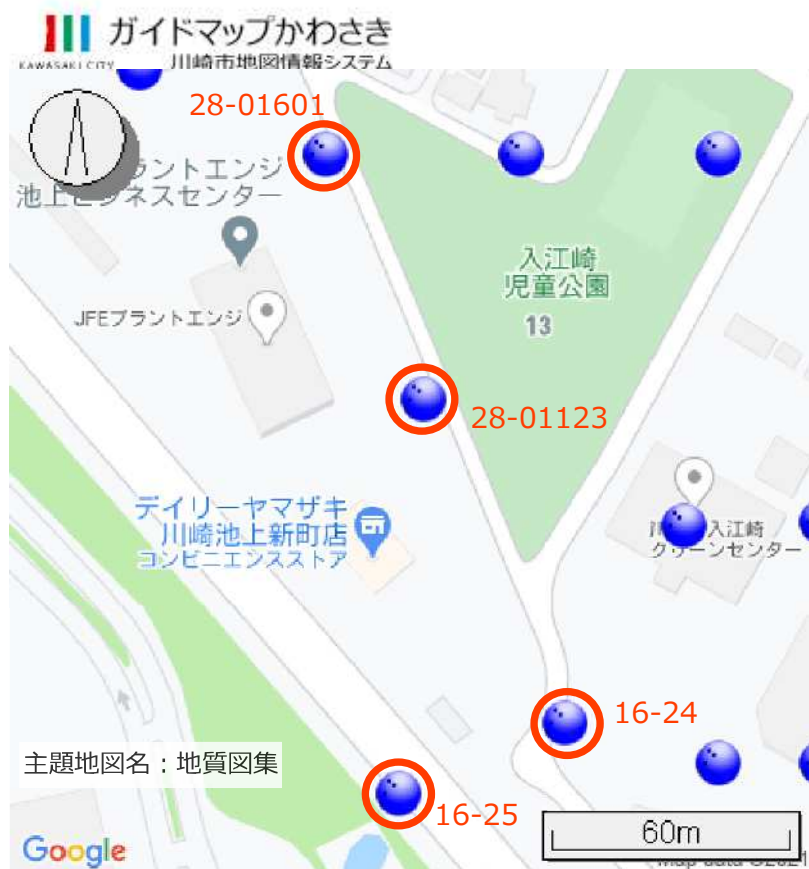 ガイドマップかわさき
KAWASAKI CITY 川崎市地図情報システム
28-01601
ラントエンジ
池上ビジネスセンター
入江崎
児童公園
13
JFEプラントエンジ
28-01123
デイリーヤマザキ
川崎池上新町店
コンビニエンスストア
入江崎
クリーンセンター
16-24
主題地図名：地質図集
16-25
60m
Google